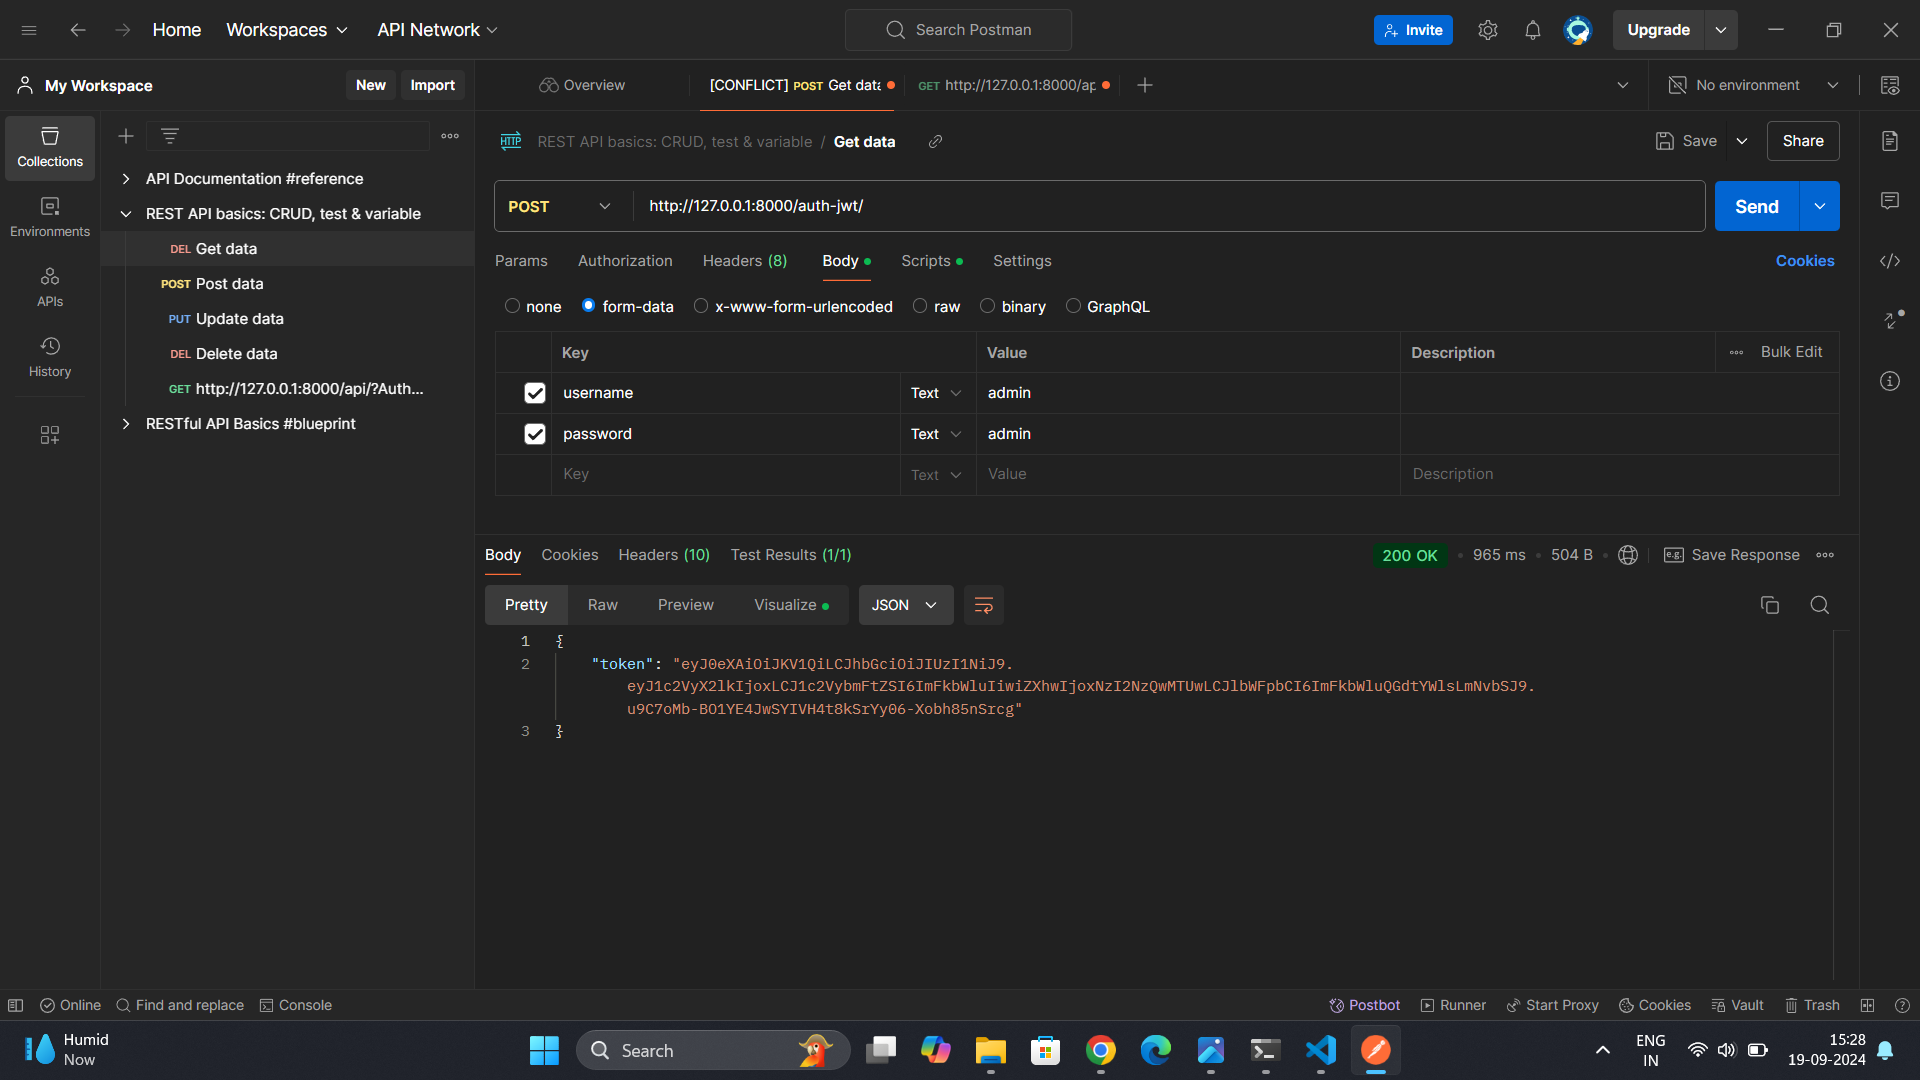 Home Workspaces API Network Search Postman Invite Upgrade
My Workspace New Import Overview [CONFLICT] POST Get data GET http://127.0.0.1:8000/ap No environment
Collections
Environments
APIs
History
API Documentation #reference
REST API basics: CRUD, test & variable
DEL Get data
POST Post data
PUT Update data
DEL Delete data
GET http://127.0.0.1:8000/api/?Auth...
RESTful API Basics #blueprint
HTTP REST API basics: CRUD, test & variable / Get data Save Share
POST http://127.0.0.1:8000/auth-jwt/ Send
Params Authorization Headers (8) Body Scripts Settings Cookies
none form-data x-www-form-urlencoded raw binary GraphQL
Key Value Description Bulk Edit
username Text admin
password Text admin
Key Text Value Description
Body Cookies Headers (10) Test Results (1/1) 200 OK 965 ms 504 B e.g. Save Response
Pretty Raw Preview Visualize JSON
1 {
2 "token": "eyJ0eXAiOiJKV1QiLCJhbGciOiJIUzI1NiJ9.
eyJ1c2VyX2lkIjoxLCJ1c2VybmFtZSI6ImFkbWluIiwiZXhwIjoxNzI2NzQwMTUwLCJlbWFpbCI6ImFkbWluQGdtYWlsLmNvbSJ9.
u9C7oMb-BO1YE4JwSYIVH4t8kSrYy06-Xobh85nSrcg"
3 }
Online Find and replace Console Postbot Runner Start Proxy Cookies Vault Trash
Humid
Now
Search
ENG
IN
15:28
19-09-2024